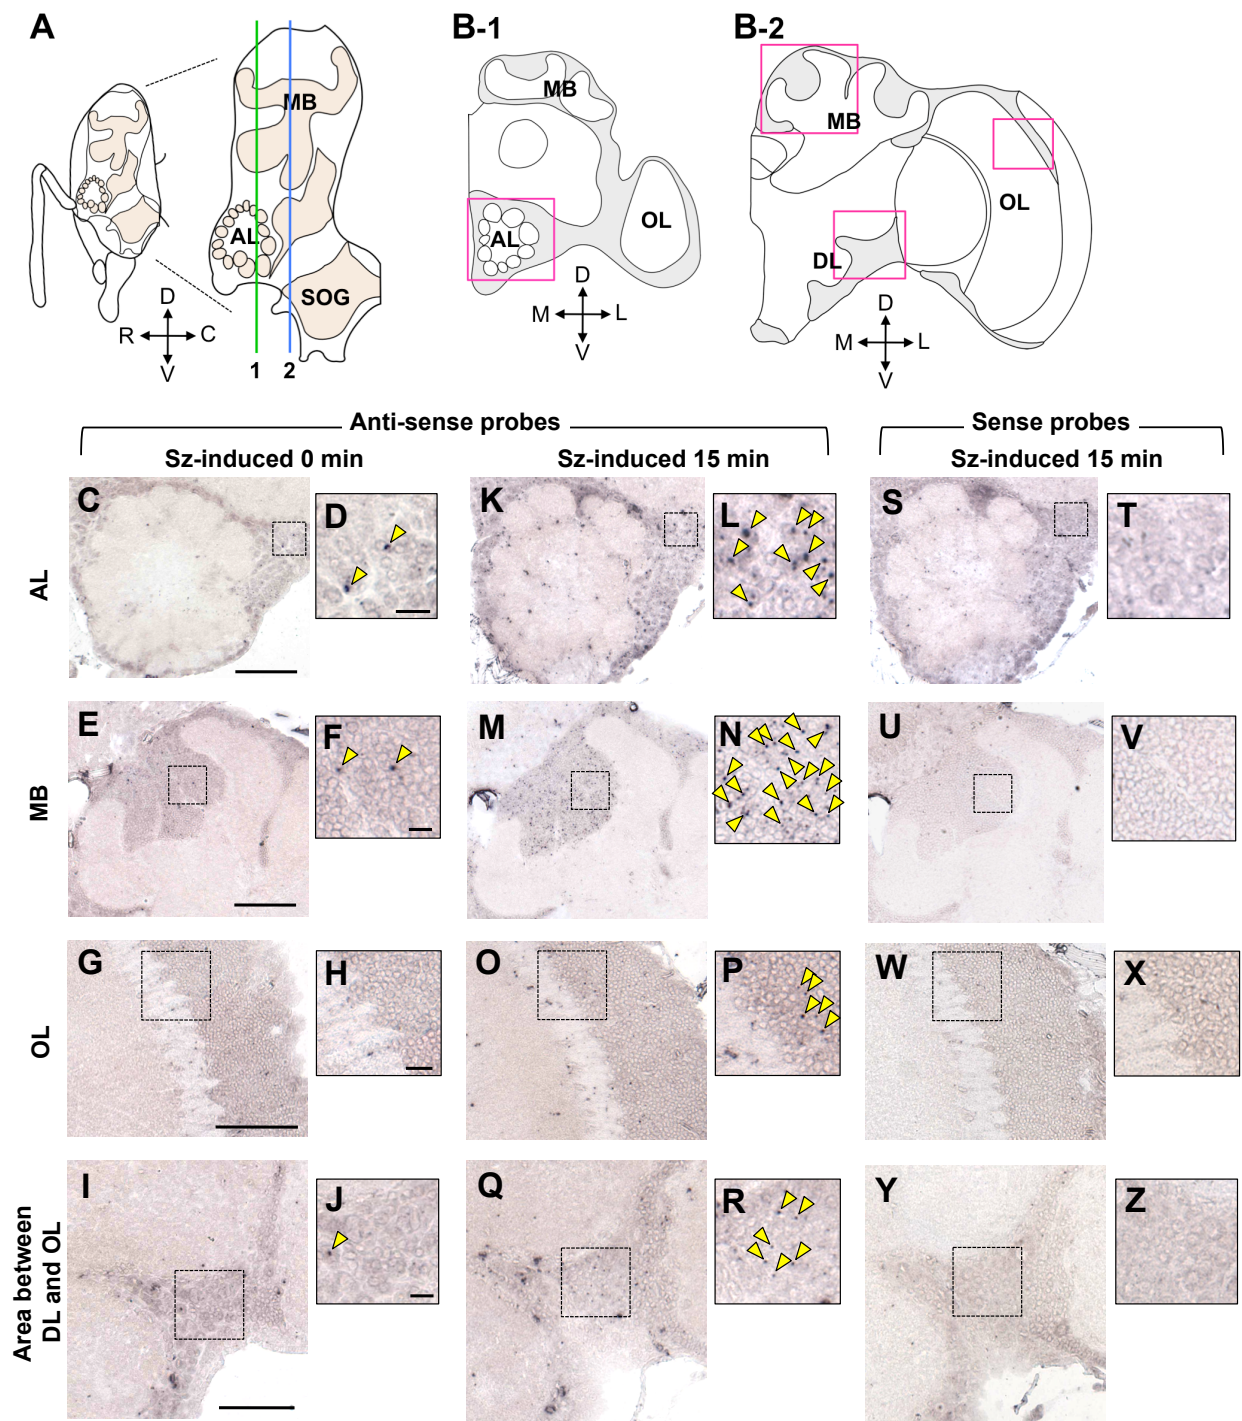 A
B-1
B-2
MB
AL
SOG
1
2
D
R
C
V
MB
AL
OL
D
M
L
V
MB
OL
DL
D
M
L
V
Anti-sense probes
Sense probes
Sz-induced 0 min
Sz-induced 15 min
Sz-induced 15 min
AL
C
D
K
L
S
T
MB
E
F
M
N
U
V
OL
G
H
O
P
W
X
Area between
DL and OL
I
J
Q
R
Y
Z